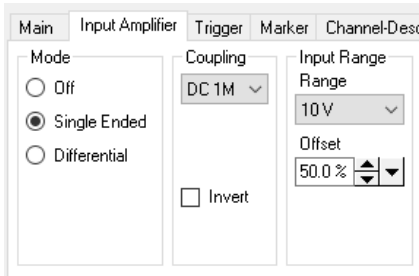 Main Input Amplifier Trigger Marker Channel-Desc
Mode
Off
Single Ended
Differential
Coupling
DC 1M
Invert
Input Range
Range
10 V
Offset
50.0 %